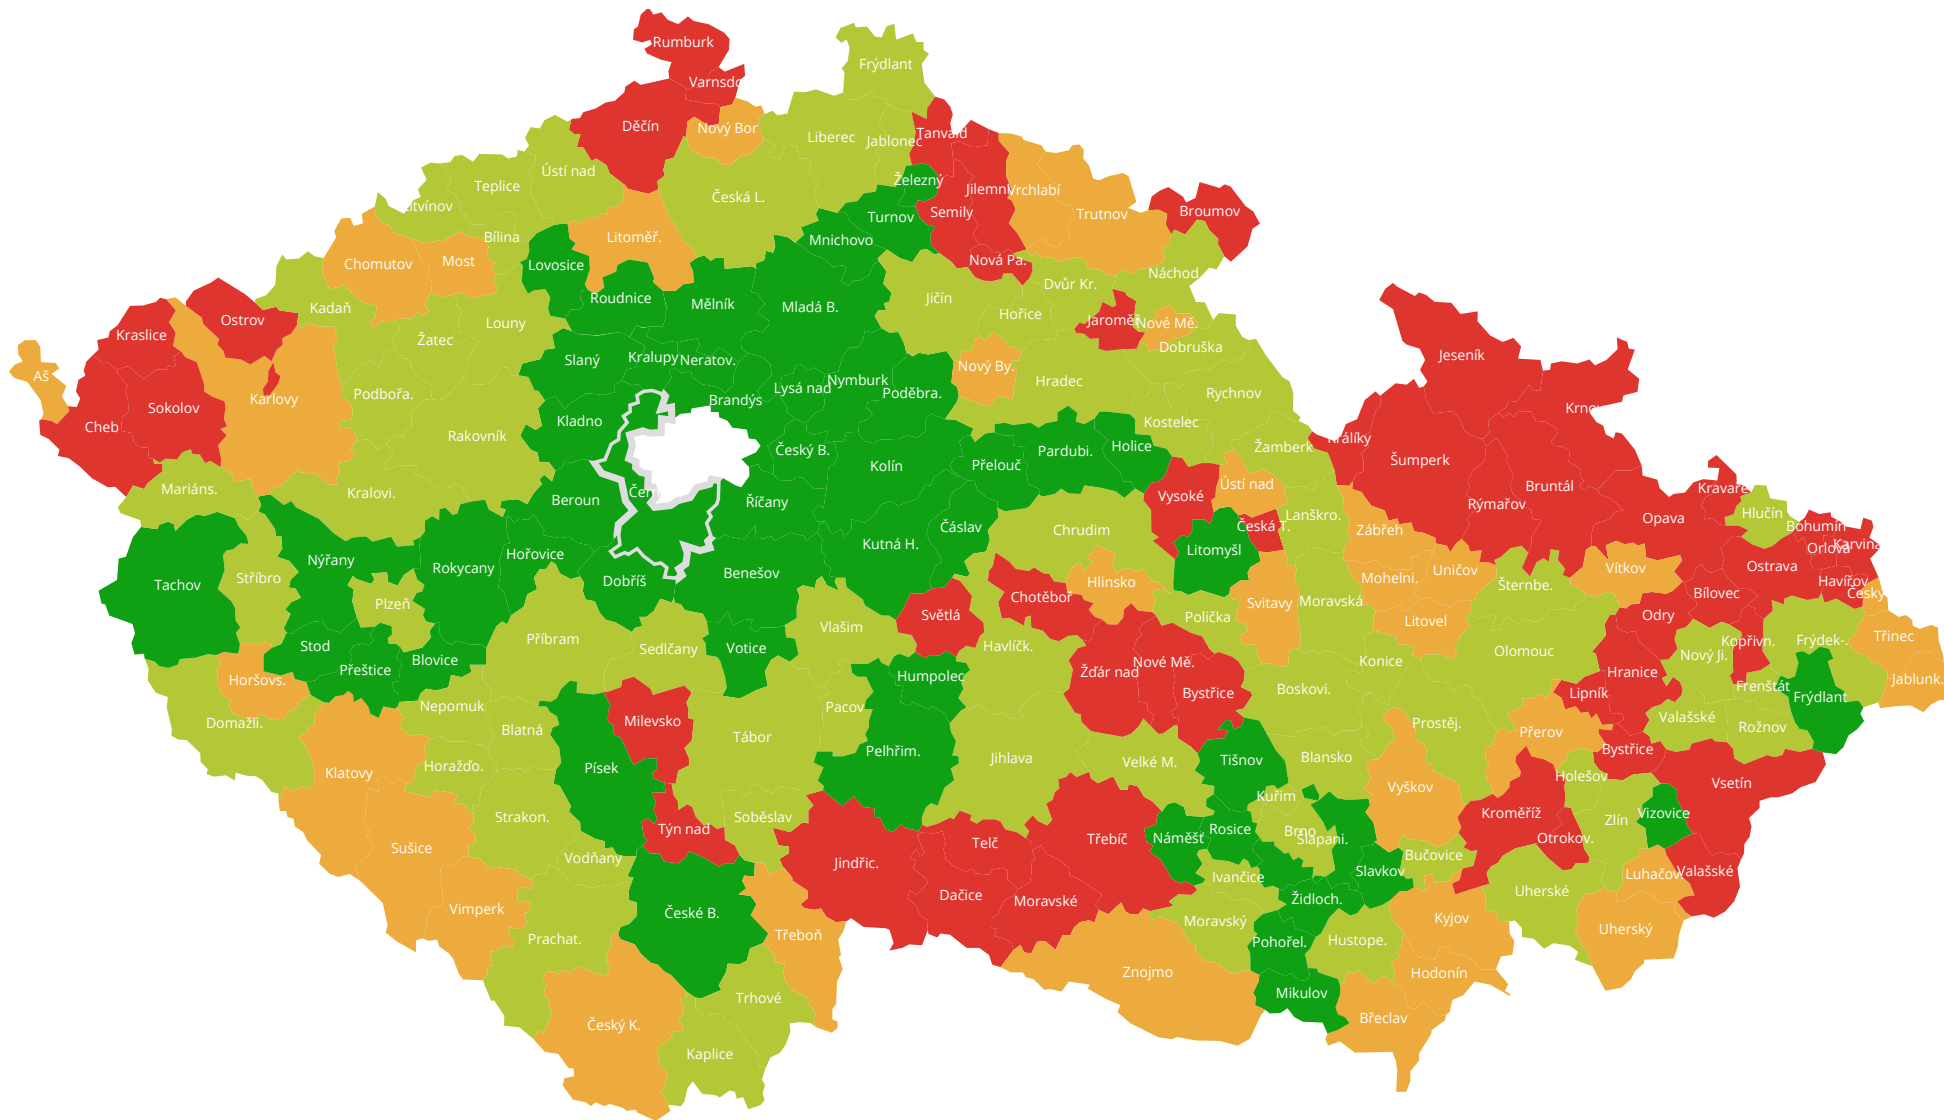 Rumburk
Frýdlant
Varnsdo
Děčín
Nový Bor
Liberec
Jablonec
Tanvald
Ústí nad
Teplice
Železný
Jilemni
Vrchlabí
Česká L.
itvínov
Semily
Broumov
Turnov
Trutnov
Bílina
Litoměř.
Mnichovo
Most
Chomutov
Lovosice
Nová Pa.
Náchod
Dvůr Kr.
Roudnice
Mělník
Mladá B.
Jičín
Kadaň
Hořice
Ostrov
Louny
Jaroměř
Nové Mě.
Kraslice
Žatec
Dobruška
Jeseník
Slaný
Kralupy
Neratov.
Nový By.
Aš
Nymburk
Hradec
Lysá nad
Poděbra.
Podbořa.
Rychnov
Karlovy
Brandýs
Sokolov
Krno
Kladno
Kostelec
Cheb
Rakovník
Králíky
Žamberk
Holice
Český B.
Pardubi.
Šumperk
Kolín
Přelouč
Ústí nad
Bruntál
Mariáns.
Kralovi.
Vysoké
Kravaře
Čer
Beroun
Říčany
Rýmařov
Lanškro.
Hlučín
Opava
Čáslav
Česká T.
Bohumín
Chrudim
Zábřeh
Kutná H.
Karviná
Orlová
Litomyšl
Hořovice
Nýřany
Rokycany
Ostrava
Vítkov
Uničov
Benešov
Stříbro
Mohelni.
Dobříš
Havířov
Hlinsko
Tachov
Šternbe.
Český
Bílovec
Chotěboř
Moravská
Svitavy
Plzeň
Světlá
Odry
Polička
Litovel
Vlašim
Třinec
Příbram
Frýdek-.
Kopřivn.
Stod
Havlíčk.
Votice
Sedlčany
Olomouc
Nový Ji.
Blovice
Konice
Nové Mě.
Přeštice
Žďár nad
Hranice
Humpolec
Horšovs.
Jablunk.
Frenštát
Boskovi.
Bystřice
Lipník
Frýdlant
Nepomuk
Pacov
Valašské
Milevsko
Domažli.
Prostěj.
Rožnov
Blatná
Přerov
Tábor
Bystřice
Pelhřim.
Jihlava
Blansko
Tišnov
Velké M.
Horažďo.
Písek
Klatovy
Holešov
Vsetín
Vyškov
Kuřim
Kroměříž
Vizovice
Strakon.
Soběslav
Zlín
Týn nad
Rosice
Brno
Šlapani.
Náměšť
Třebíč
Otrokov.
Telč
Sušice
Bučovice
Vodňany
Jindřic.
Slavkov
Valašské
Luhačov.
Ivančice
Uherské
Dačice
Židloch.
Moravské
Vimperk
České B.
Kyjov
Moravský
Uherský
Třeboň
Prachat.
Hustope.
Pohořel.
Znojmo
Hodonín
Mikulov
Trhové
Břeclav
Český K.
Kaplice